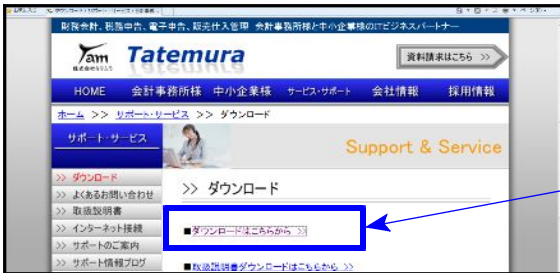 財務会計、税務申告、電子申告、販売仕入管理 会計事務所様と中小企業様のITビジネスパートナー
Yam Tatemura
資料請求はこちら >>
HOME 会計事務所様 中小企業様 サービス・サポート 会社情報 採用情報
ホーム >> サポート・サービス >> ダウンロード
サポート・サービス
Support & Service
>> ダウンロード
>> よくあるお問い合わせ
>> 取扱説明書
>> インターネット接続
>> サポートのご案内
>> サポート情報ブログ
>> ダウンロード
■ダウンロードはこちらから >>
■取扱説明書ダウンロードはこちらから >>